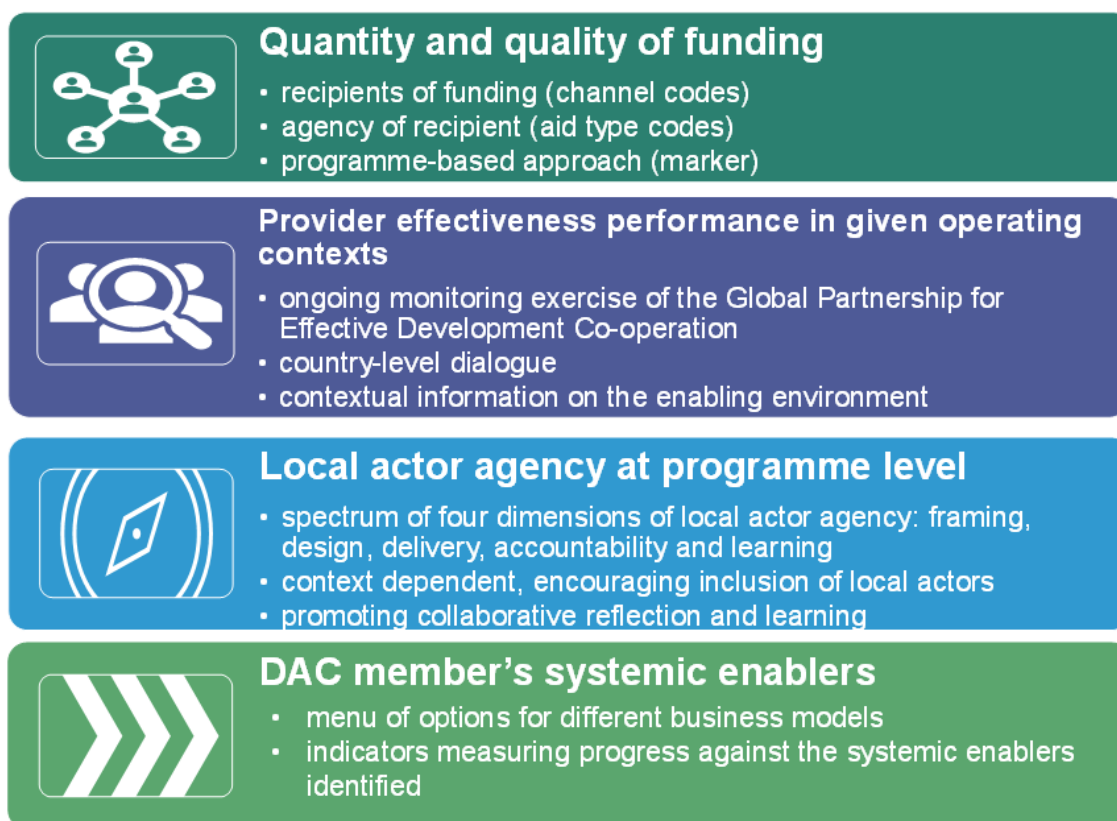 Quantity and quality of funding
• recipients of funding (channel codes)
• agency of recipient (aid type codes)
• programme-based approach (marker)
Provider effectiveness performance in given operating
contexts
• ongoing monitoring exercise of the Global Partnership for
Effective Development Co-operation
• country-level dialogue
• contextual information on the enabling environment
Local actor agency at programme level
• spectrum of four dimensions of local actor agency: framing,
design, delivery, accountability and learning
• context dependent, encouraging inclusion of local actors
• promoting collaborative reflection and learning
DAC member's systemic enablers
• menu of options for different business models
• indicators measuring progress against the systemic enablers
identified